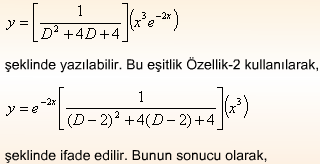 y = [1 / (D² + 4D + 4)](x³e⁻²ˣ)
şeklinde yazılabilir. Bu eşitlik Özellik-2 kullanılarak,
y = e⁻²ˣ[1 / ((D − 2)² + 4(D − 2) + 4)](x³)
şeklinde ifade edilir. Bunun sonucu olarak,